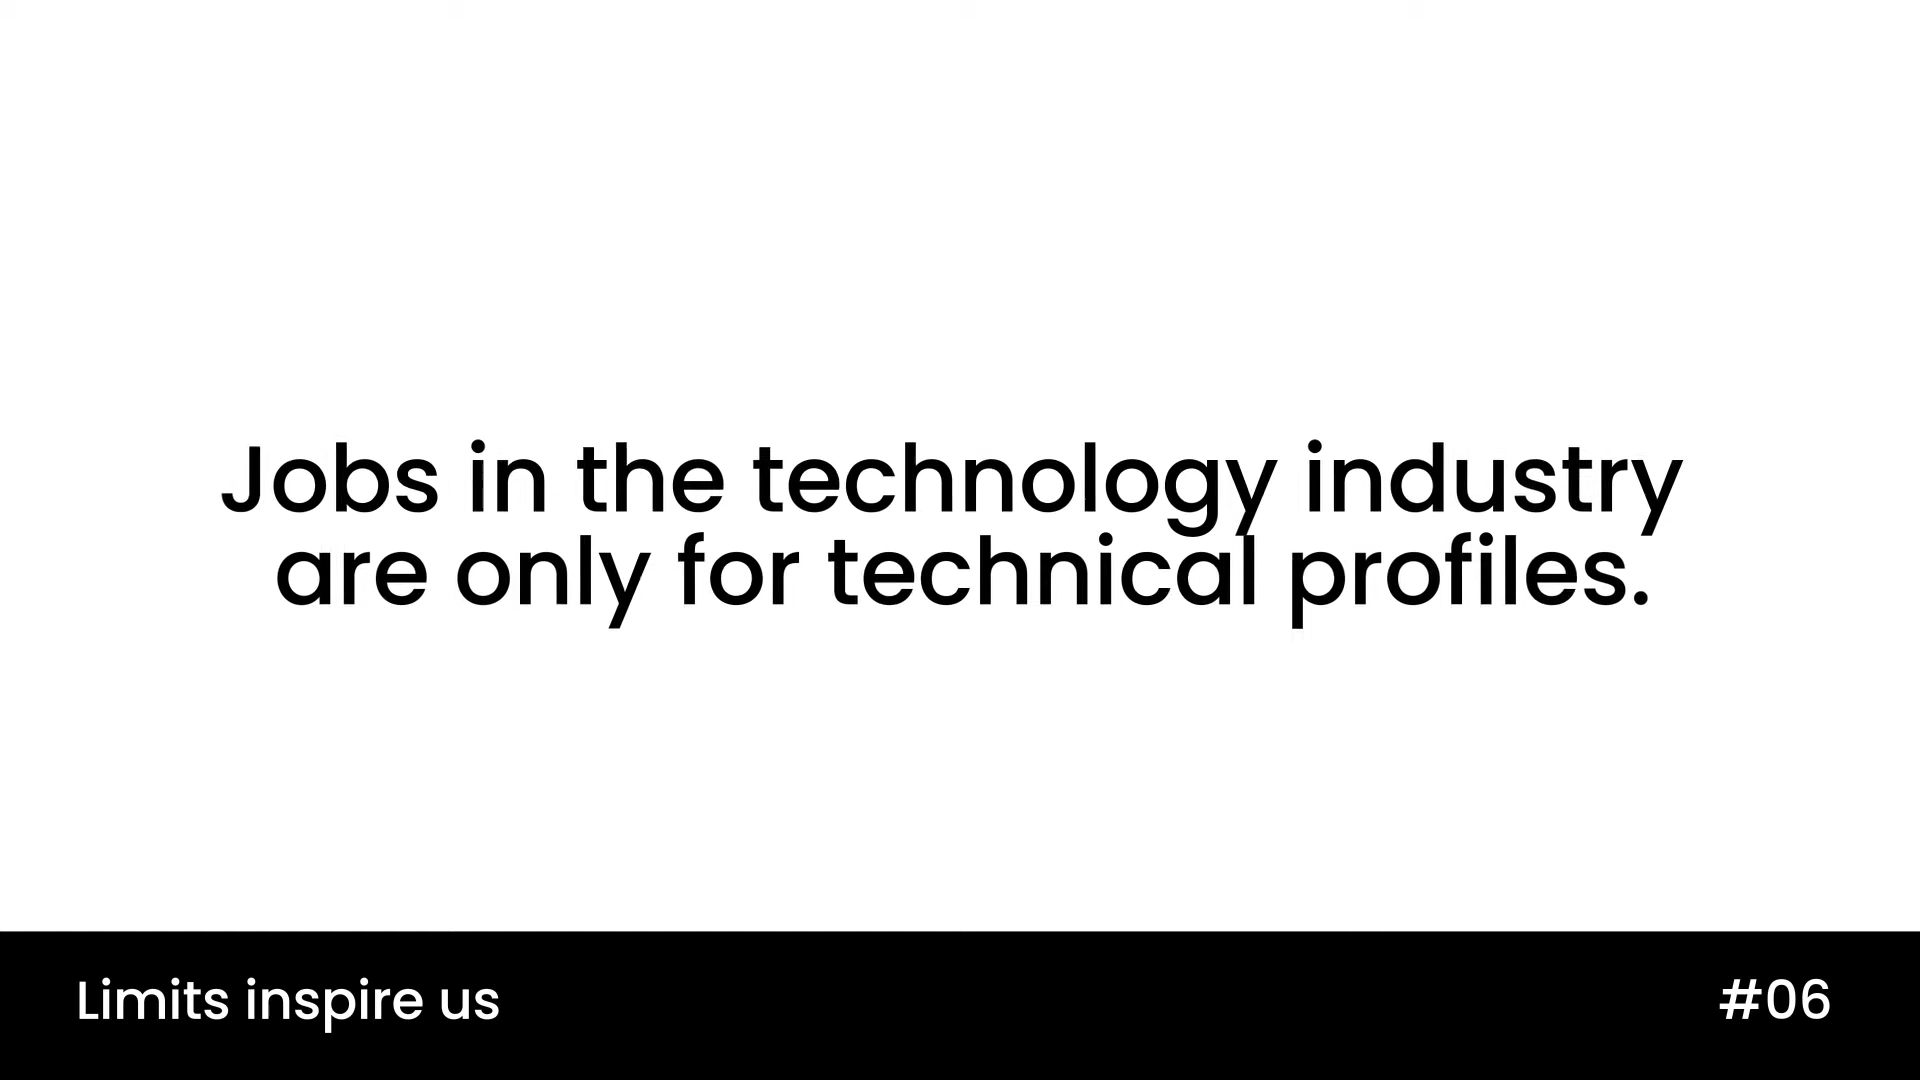 Jobs in the technology industry
are only for technical profiles.
Limits inspire us
#06